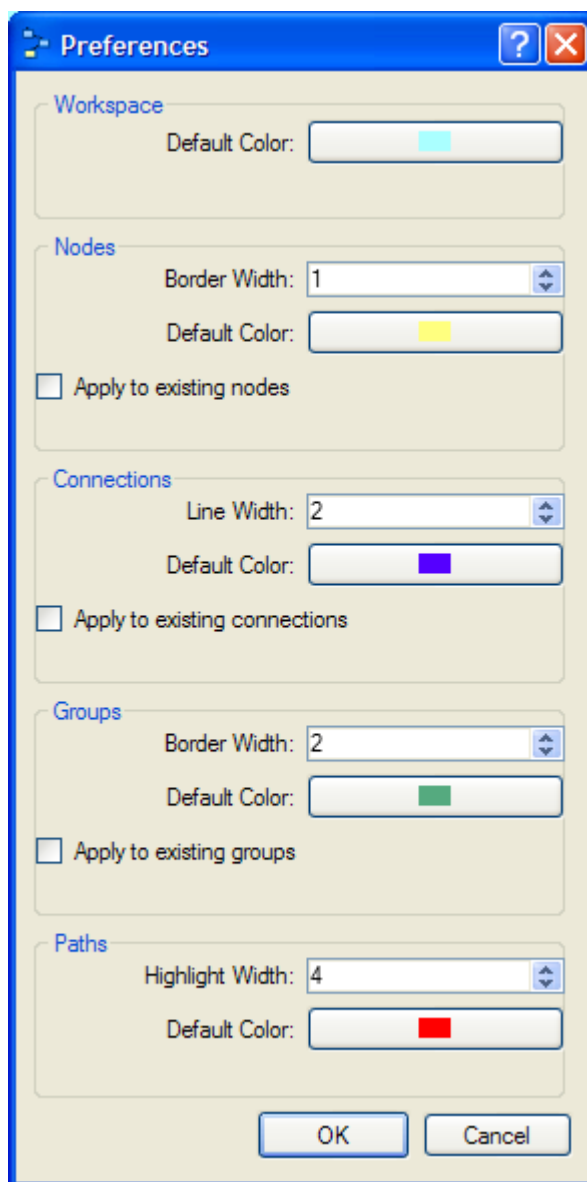 Preferences
Workspace
Default Color:
Nodes
Border Width: 1
Default Color:
Apply to existing nodes
Connections
Line Width: 2
Default Color:
Apply to existing connections
Groups
Border Width: 2
Default Color:
Apply to existing groups
Paths
Highlight Width: 4
Default Color:
OK Cancel